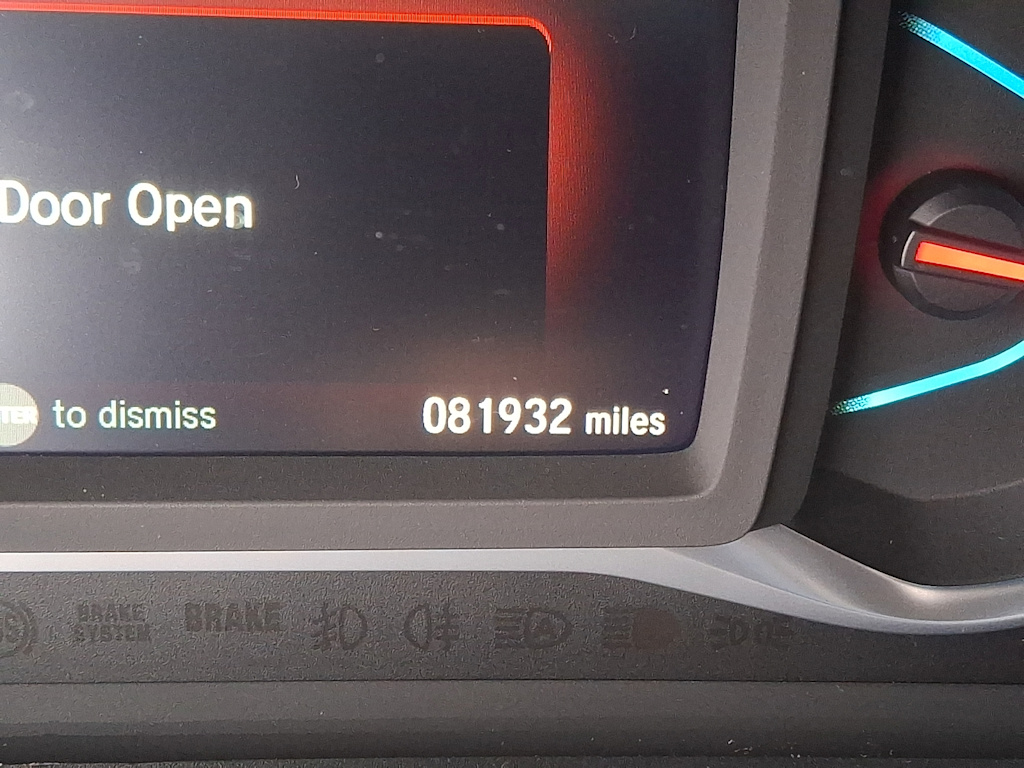 Door Open
to dismiss
081932 miles
BRAKE
SYSTEM
BRAKE